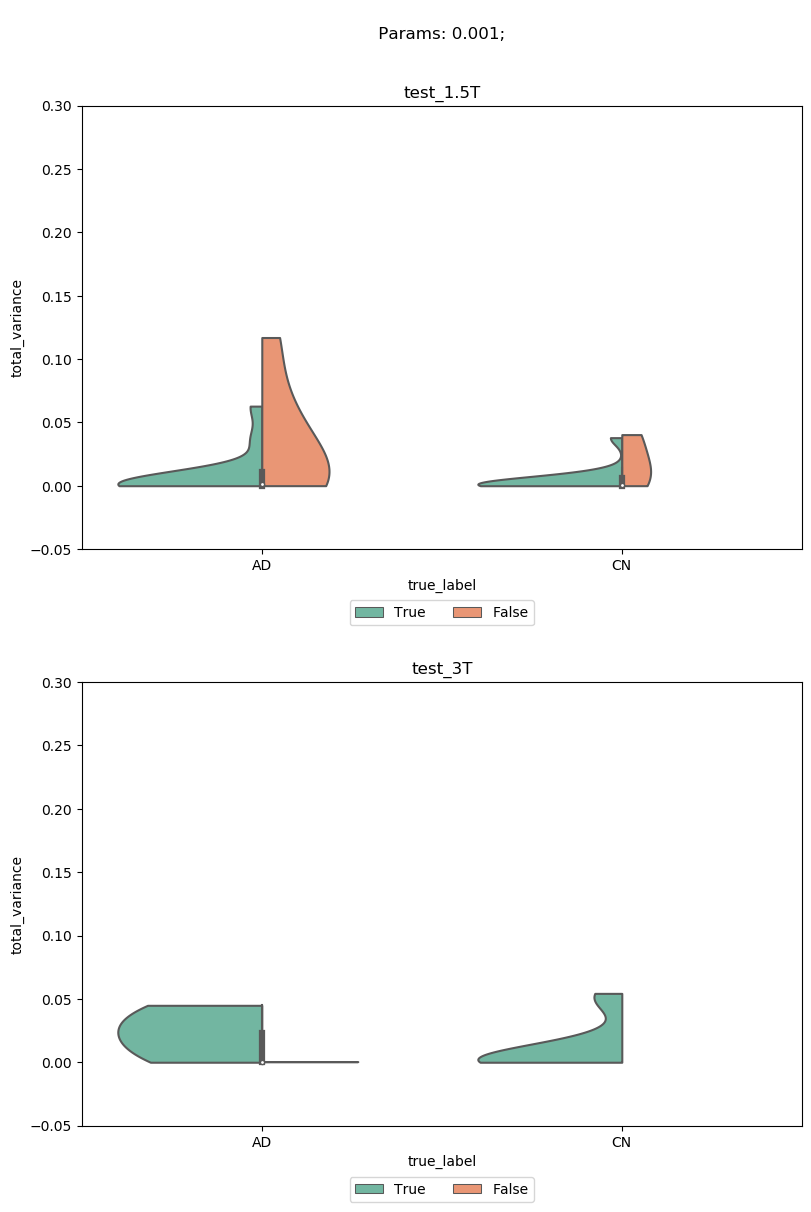 Params: 0.001;
test_1.5T
0.30
0.25
0.20
0.15
0.10
0.05
0.00
−0.05
total_variance
AD
CN
true_label
True
False
test_3T
0.30
0.25
0.20
0.15
0.10
0.05
0.00
−0.05
total_variance
AD
CN
true_label
True
False